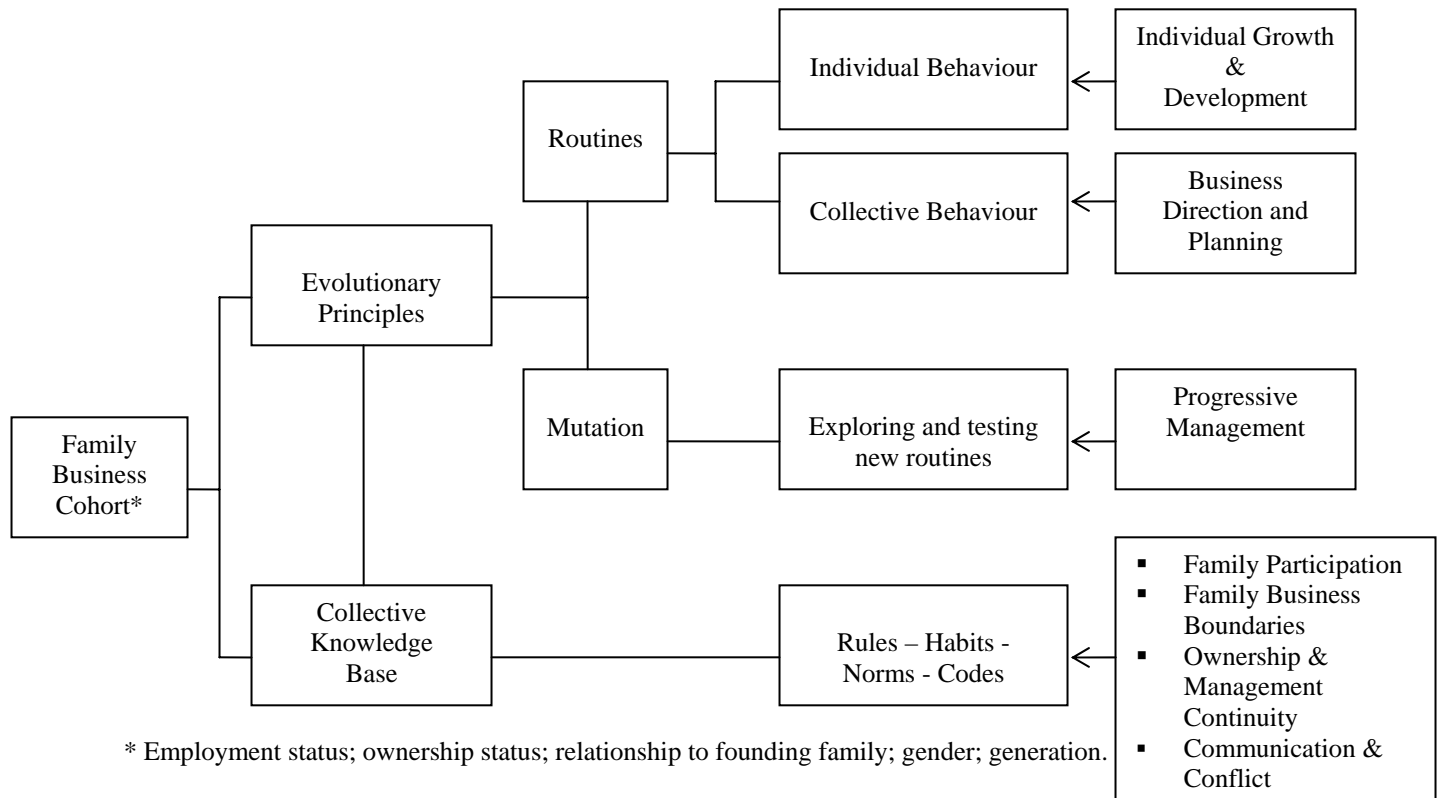 Individual Behaviour
Individual Growth
&
Development
Routines
Collective Behaviour
Business
Direction and
Planning
Evolutionary
Principles
Mutation
Exploring and testing
new routines
Progressive
Management
Family
Business
Cohort*
Collective
Knowledge
Base
Rules – Habits -
Norms - Codes
▪ Family Participation
▪ Family Business
Boundaries
▪ Ownership &
Management
Continuity
▪ Communication &
Conflict
* Employment status; ownership status; relationship to founding family; gender; generation.